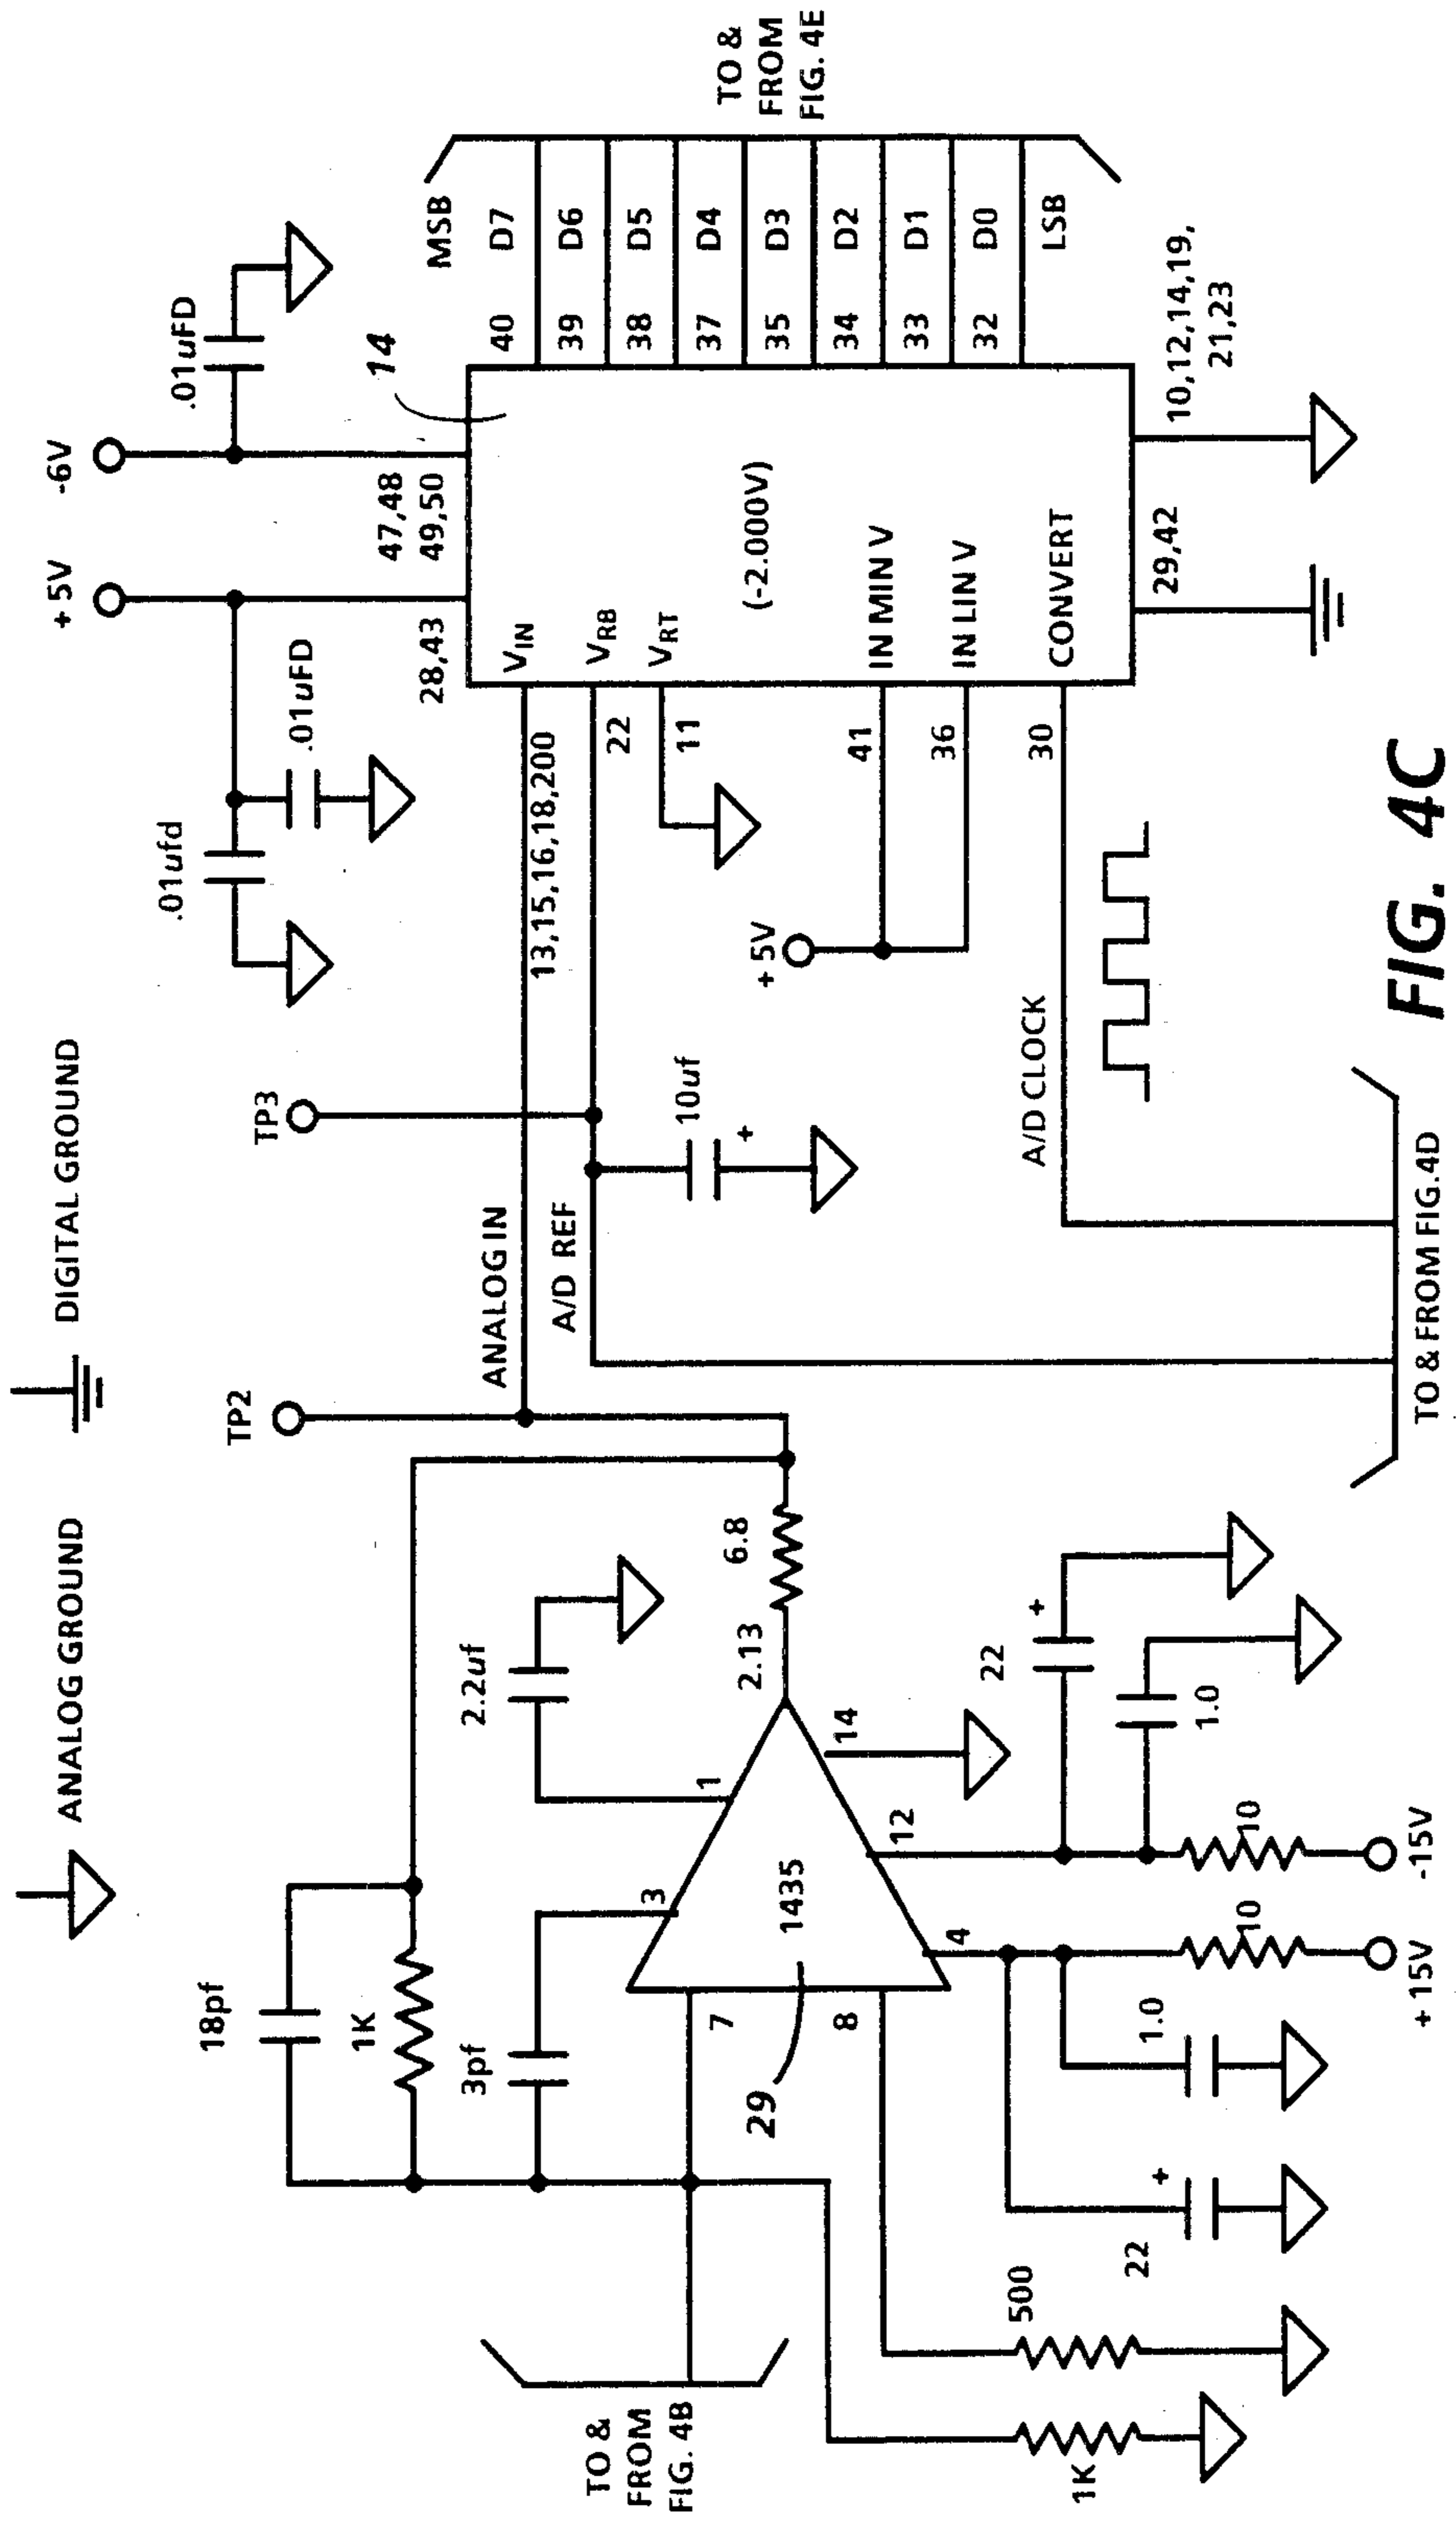 ANALOG GROUND
DIGITAL GROUND
+5V
-6V
.01ufd
.01uFD
.01uFD
TP2
TP3
28,43
47,48
49,50
14
18pf
1K
3pf
2.2uf
ANALOG IN
A/D REF
13,15,16,18,200
22
11
VIN
VRB
VRT
(-2.000V)
MSB
40 D7
39 D6
38 D5
37 D4
35 D3
34 D2
33 D1
32 D0
LSB
TO &
FROM
FIG. 4E
TO &
FROM
FIG. 4B
7
8
3
1
1435
29
2.13
6.8
14
12
4
10uf
+
+5V
41
36
30
IN MIN V
IN LIN V
CONVERT
A/D CLOCK
29,42
10,12,14,19,
21,23
1K
500
22
+
1.0
10
10
22
+
1.0
+15V
-15V
TO & FROM FIG.4D
FIG. 4C